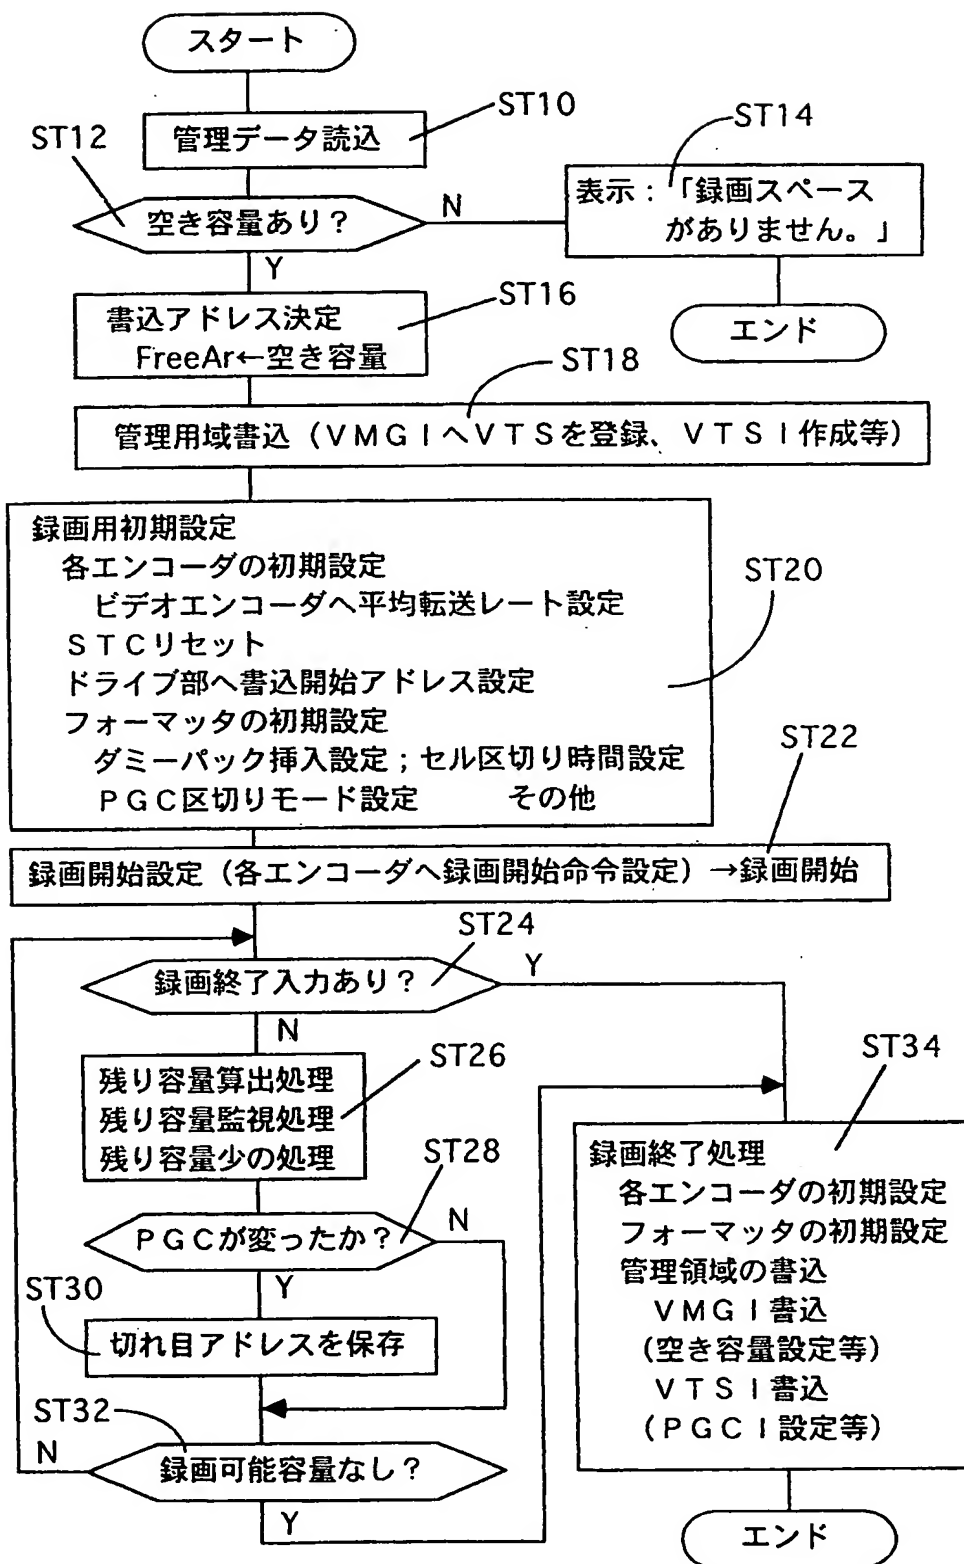 スタート
ST10
管理データ読込
ST12
空き容量あり？
N
Y
ST14
表示：「録画スペース
がありません。」
エンド
ST16
書込アドレス決定
FreeAr←空き容量
ST18
管理用域書込（ＶＭＧＩへＶＴＳを登録、ＶＴＳＩ作成等）
録画用初期設定
各エンコーダの初期設定
ビデオエンコーダへ平均転送レート設定
ＳＴＣリセット
ドライブ部へ書込開始アドレス設定
フォーマッタの初期設定
ダミーパック挿入設定；セル区切り時間設定
ＰＧＣ区切りモード設定　その他
ST20
ST22
録画開始設定（各エンコーダへ録画開始命令設定）→録画開始
ST24
録画終了入力あり？
Y
N
ST26
残り容量算出処理
残り容量監視処理
残り容量少の処理
ST28
ＰＧＣが変ったか？
N
Y
ST30
切れ目アドレスを保存
ST32
N
録画可能容量なし？
Y
ST34
録画終了処理
各エンコーダの初期設定
フォーマッタの初期設定
管理領域の書込
ＶＭＧＩ書込
（空き容量設定等）
ＶＴＳＩ書込
（ＰＧＣＩ設定等）
エンド